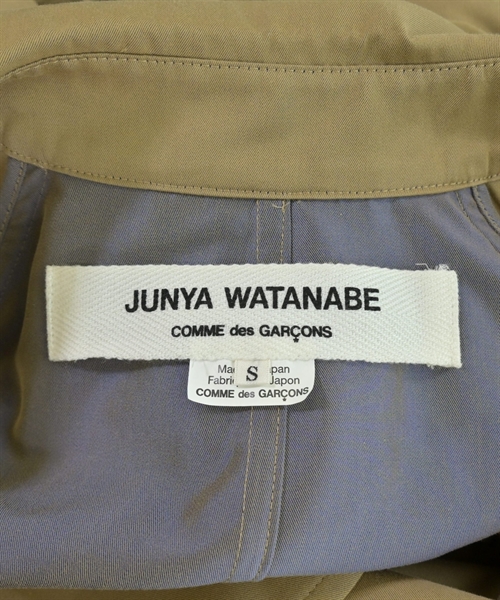 JUNYA WATANABE
COMME des GARÇONS
S
COMME des GARÇONS